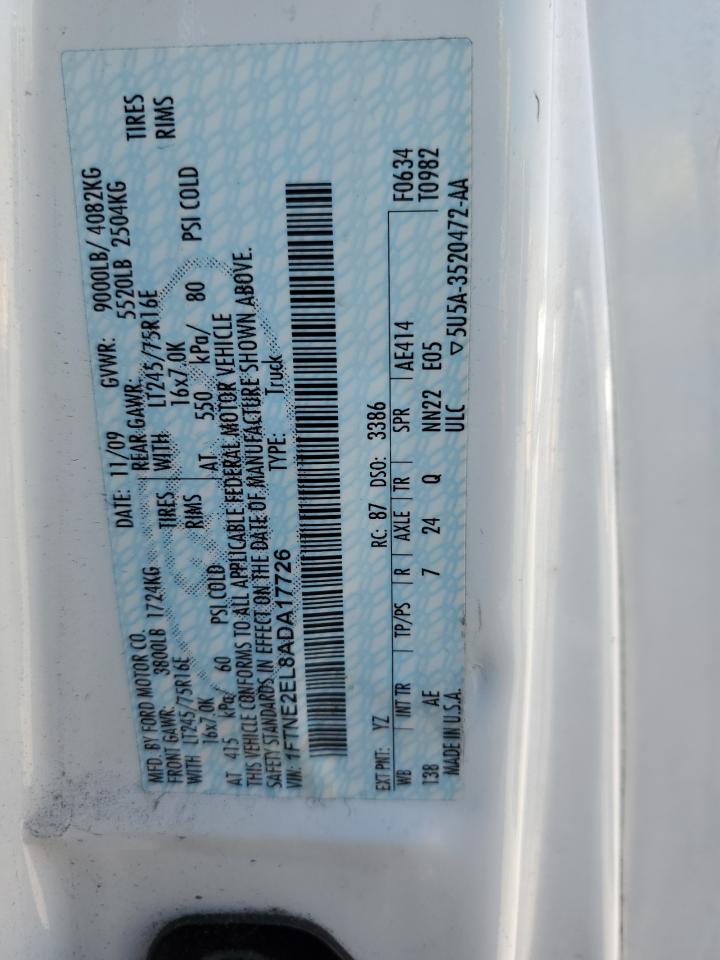 MFD. BY FORD MOTOR CO. DATE: 11/09 GVWR: 9000LB/ 4082KG
FRONT GAWR: 3800LB 1724KG REAR GAWR: 5520LB 2504KG
WITH LT245/75R16E TIRES WITH LT245/75R16E TIRES
16x7.0K RIMS 16x7.0K RIMS
AT 415 kPa/ 60 PSI COLD AT 550 kPa/ 80 PSI COLD
THIS VEHICLE CONFORMS TO ALL APPLICABLE FEDERAL MOTOR VEHICLE
SAFETY STANDARDS IN EFFECT ON THE DATE OF MANUFACTURE SHOWN ABOVE.
VIN: 1FTNE2EL8ADA17726 TYPE: Truck
F0634
EXT PNT: YZ RC: 87 DSO: 3386 T0982
WB INT TR TP/PS R AXLE TR SPR AE414
138 AE 7 24 Q NN22 E05
MADE IN U.S.A. ULC ▽5U5A-3520472-AA